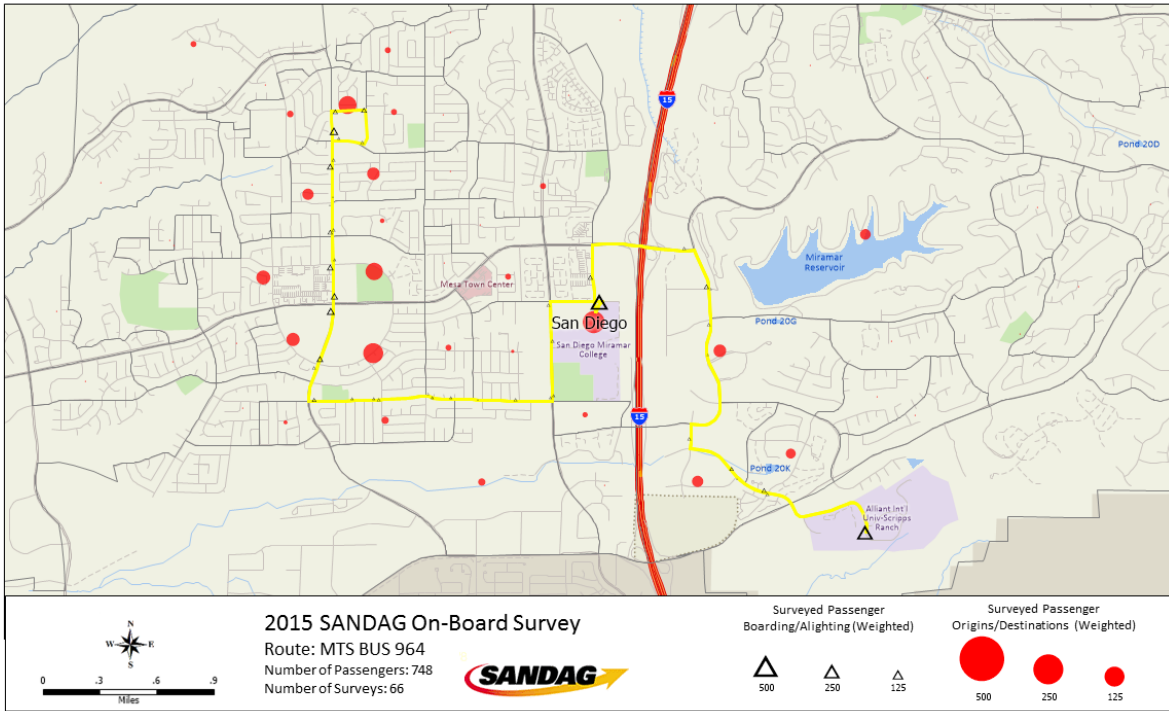 15
Pond 20D
Miramar
Reservoir
Mesa Town Center
San Diego
Pond 20G
San Diego Miramar
College
15
Pond 20K
Alliant Int'l
Univ-Scripps
Ranch
N
W E
S
0 .3 .6 .9
Miles
2015 SANDAG On-Board Survey
Route: MTS BUS 964
Number of Passengers: 748
Number of Surveys: 66
SANDAG
Surveyed Passenger
Boarding/Alighting (Weighted)
500 250 125
Surveyed Passenger
Origins/Destinations (Weighted)
500 250 125